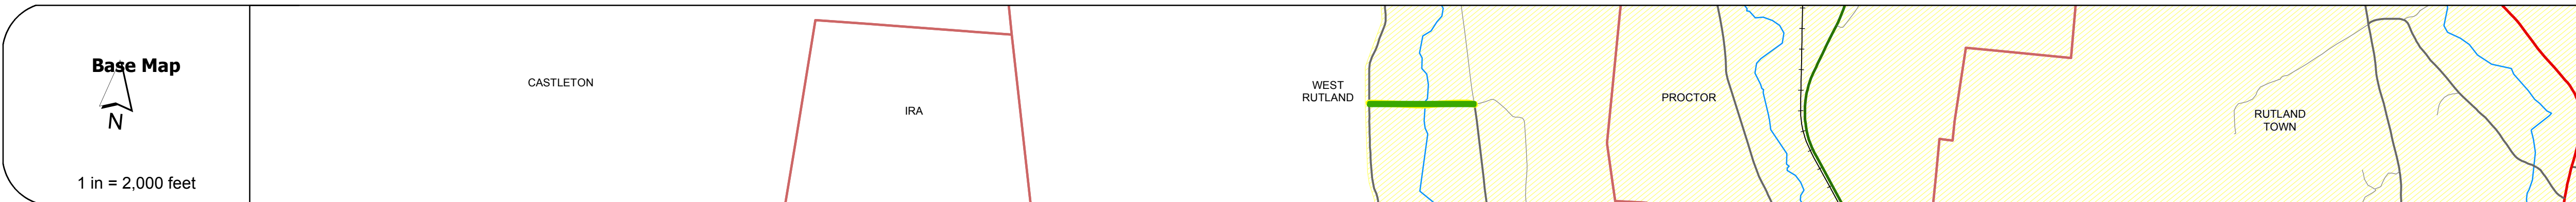 Base Map
N
1 in = 2,000 feet
CASTLETON
IRA
WEST
RUTLAND
PROCTOR
RUTLAND
TOWN